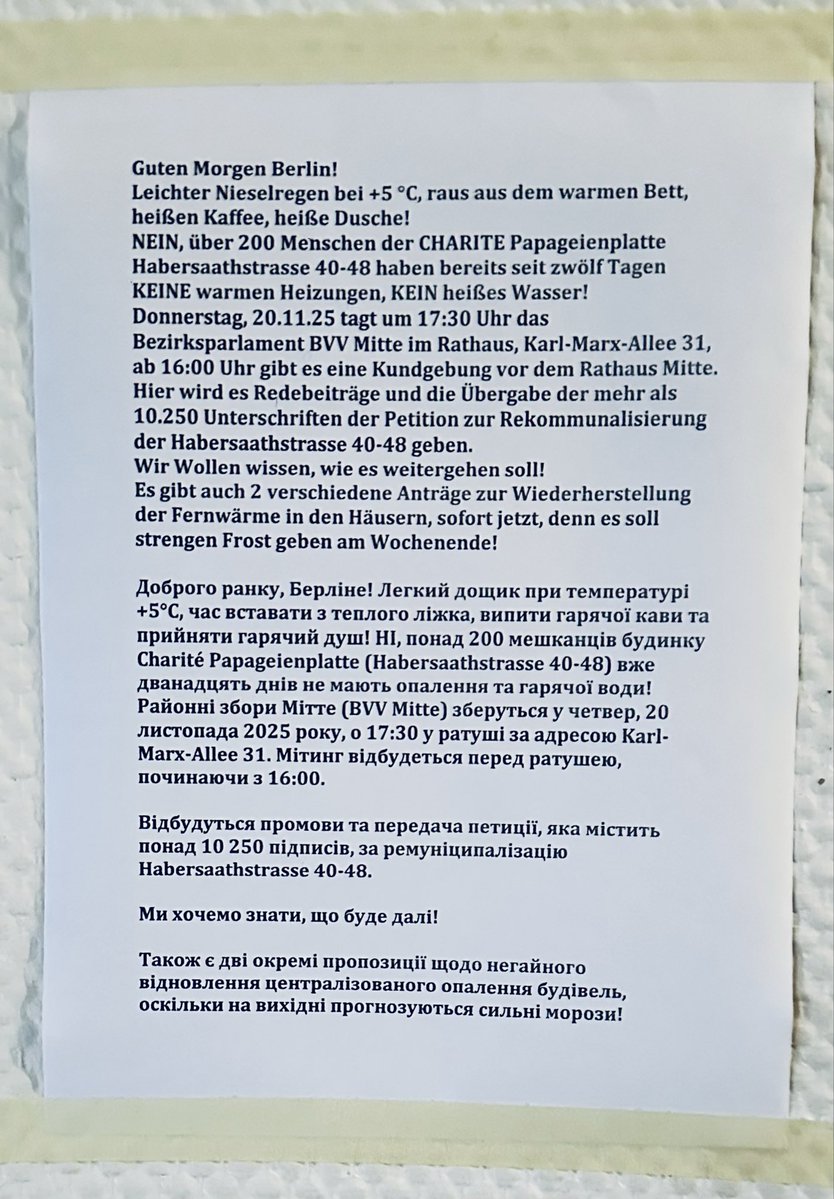 Guten Morgen Berlin!
Leichter Nieselregen bei +5 °C, raus aus dem warmen Bett,
heißen Kaffee, heiße Dusche!
NEIN, über 200 Menschen der CHARITE Papageienplatte
Habersaathstrasse 40-48 haben bereits seit zwölf Tagen
KEINE warmen Heizungen, KEIN heißes Wasser!
Donnerstag, 20.11.25 tagt um 17:30 Uhr das
Bezirksparlament BVV Mitte im Rathaus, Karl-Marx-Allee 31,
ab 16:00 Uhr gibt es eine Kundgebung vor dem Rathaus Mitte.
Hier wird es Redebeiträge und die Übergabe der mehr als
10.250 Unterschriften der Petition zur Rekommunalisierung
der Habersaathstrasse 40-48 geben.
Wir Wollen wissen, wie es weitergehen soll!
Es gibt auch 2 verschiedene Anträge zur Wiederherstellung
der Fernwärme in den Häusern, sofort jetzt, denn es soll
strengen Frost geben am Wochenende!
Доброго ранку, Берліне! Легкий дощик при температурі
+5°C, час вставати з теплого ліжка, випити гарячої кави та
прийняти гарячий душ! НІ, понад 200 мешканців будинку
Charité Papageienplatte (Habersaathstrasse 40-48) вже
дванадцять днів не мають опалення та гарячої води!
Районні збори Мітте (BVV Mitte) зберуться у четвер, 20
листопада 2025 року, о 17:30 у ратуші за адресою Karl-
Marx-Allee 31. Мітинг відбудеться перед ратушею,
починаючи з 16:00.
Відбудуться промови та передача петиції, яка містить
понад 10 250 підписів, за ремуніципалізацію
Habersaathstrasse 40-48.
Ми хочемо знати, що буде далі!
Також є дві окремі пропозиції щодо негайного
відновлення централізованого опалення будівель,
оскільки на вихідні прогнозуються сильні морози!